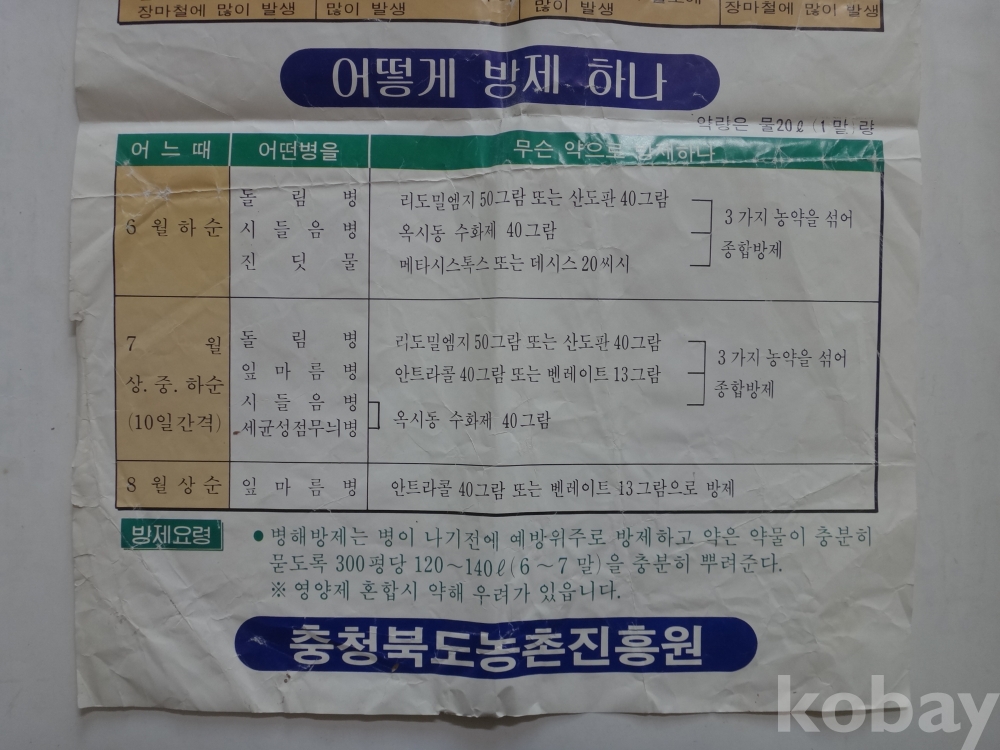 장마철에 많이 발생 많이 발생 많이 발생 장마철에 많이 발생
어떻게 방제 하나
약량은 물20ℓ(1말)량
어느때 어떤병을 무슨 약으로 방제하나
6월하순
돌림병 리도밀엠지 50그람 또는 산도판 40그람
시들음병 옥시동 수화제 40그람
진딧물 메타시스톡스 또는 데시스 20씨시
3가지 농약을 섞어
종합방제
7월
상.중.하순
(10일간격)
돌림병 리도밀엠지 50그람 또는 산도판 40그람
잎마름병 안트라콜 40그람 또는 벤레이트 13그람
시들음병
세균성점무늬병 옥시동 수화제 40그람
3가지 농약을 섞어
종합방제
8월상순 잎마름병 안트라콜 40그람 또는 벤레이트 13그람으로 방제
방제요령 • 병해방제는 병이 나기전에 예방위주로 방제하고 약은 약물이 충분히
묻도록 300평당 120~140ℓ(6~7말)을 충분히 뿌려준다.
※ 영양제 혼합시 약해 우려가 있읍니다.
충청북도농촌진흥원
kobay